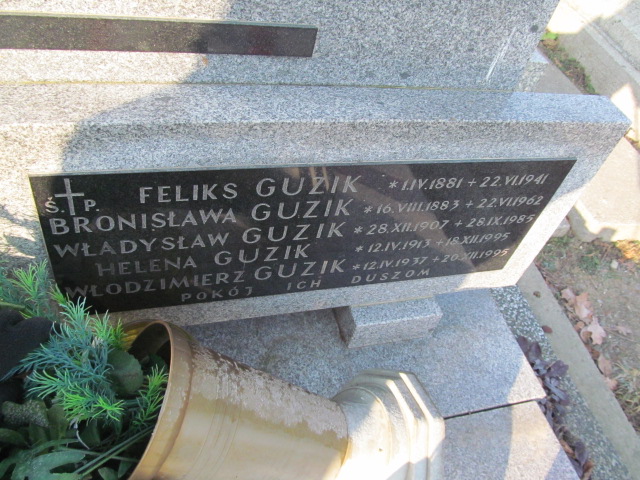 Ś.†P. FELIKS GUZIK *1.IV.1881 + 22.VI.1941
BRONISŁAWA GUZIK *16.VIII.1883 + 22.VI.1962
WŁADYSŁAW GUZIK *28.XII.1907 + 28.IX.1985
HELENA GUZIK *12.IV.1913 + 18.XII.1995
WŁODZIMIERZ GUZIK *12.IV.1937 + 20.XII.1995
POKÓJ ICH DUSZOM